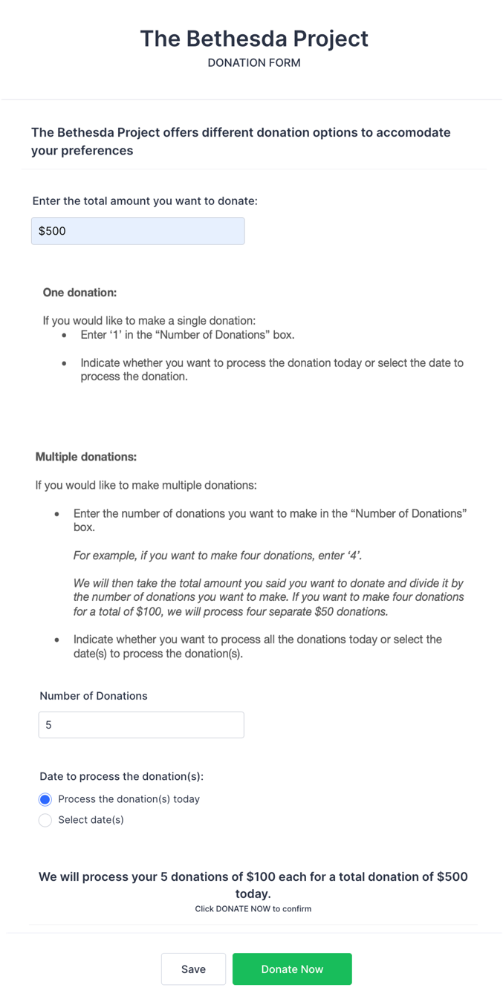 The Bethesda Project
DONATION FORM
The Bethesda Project offers different donation options to accomodate
your preferences
Enter the total amount you want to donate:
$500
One donation:
If you would like to make a single donation:
• Enter ‘1’ in the “Number of Donations” box.
• Indicate whether you want to process the donation today or select the date to
process the donation.
Multiple donations:
If you would like to make multiple donations:
• Enter the number of donations you want to make in the “Number of Donations”
box.
For example, if you want to make four donations, enter ‘4’.
We will then take the total amount you said you want to donate and divide it by
the number of donations you want to make. If you want to make four donations
for a total of $100, we will process four separate $50 donations.
• Indicate whether you want to process all the donations today or select the
date(s) to process the donation(s).
Number of Donations
5
Date to process the donation(s):
Process the donation(s) today
Select date(s)
We will process your 5 donations of $100 each for a total donation of $500
today.
Click DONATE NOW to confirm
Save Donate Now